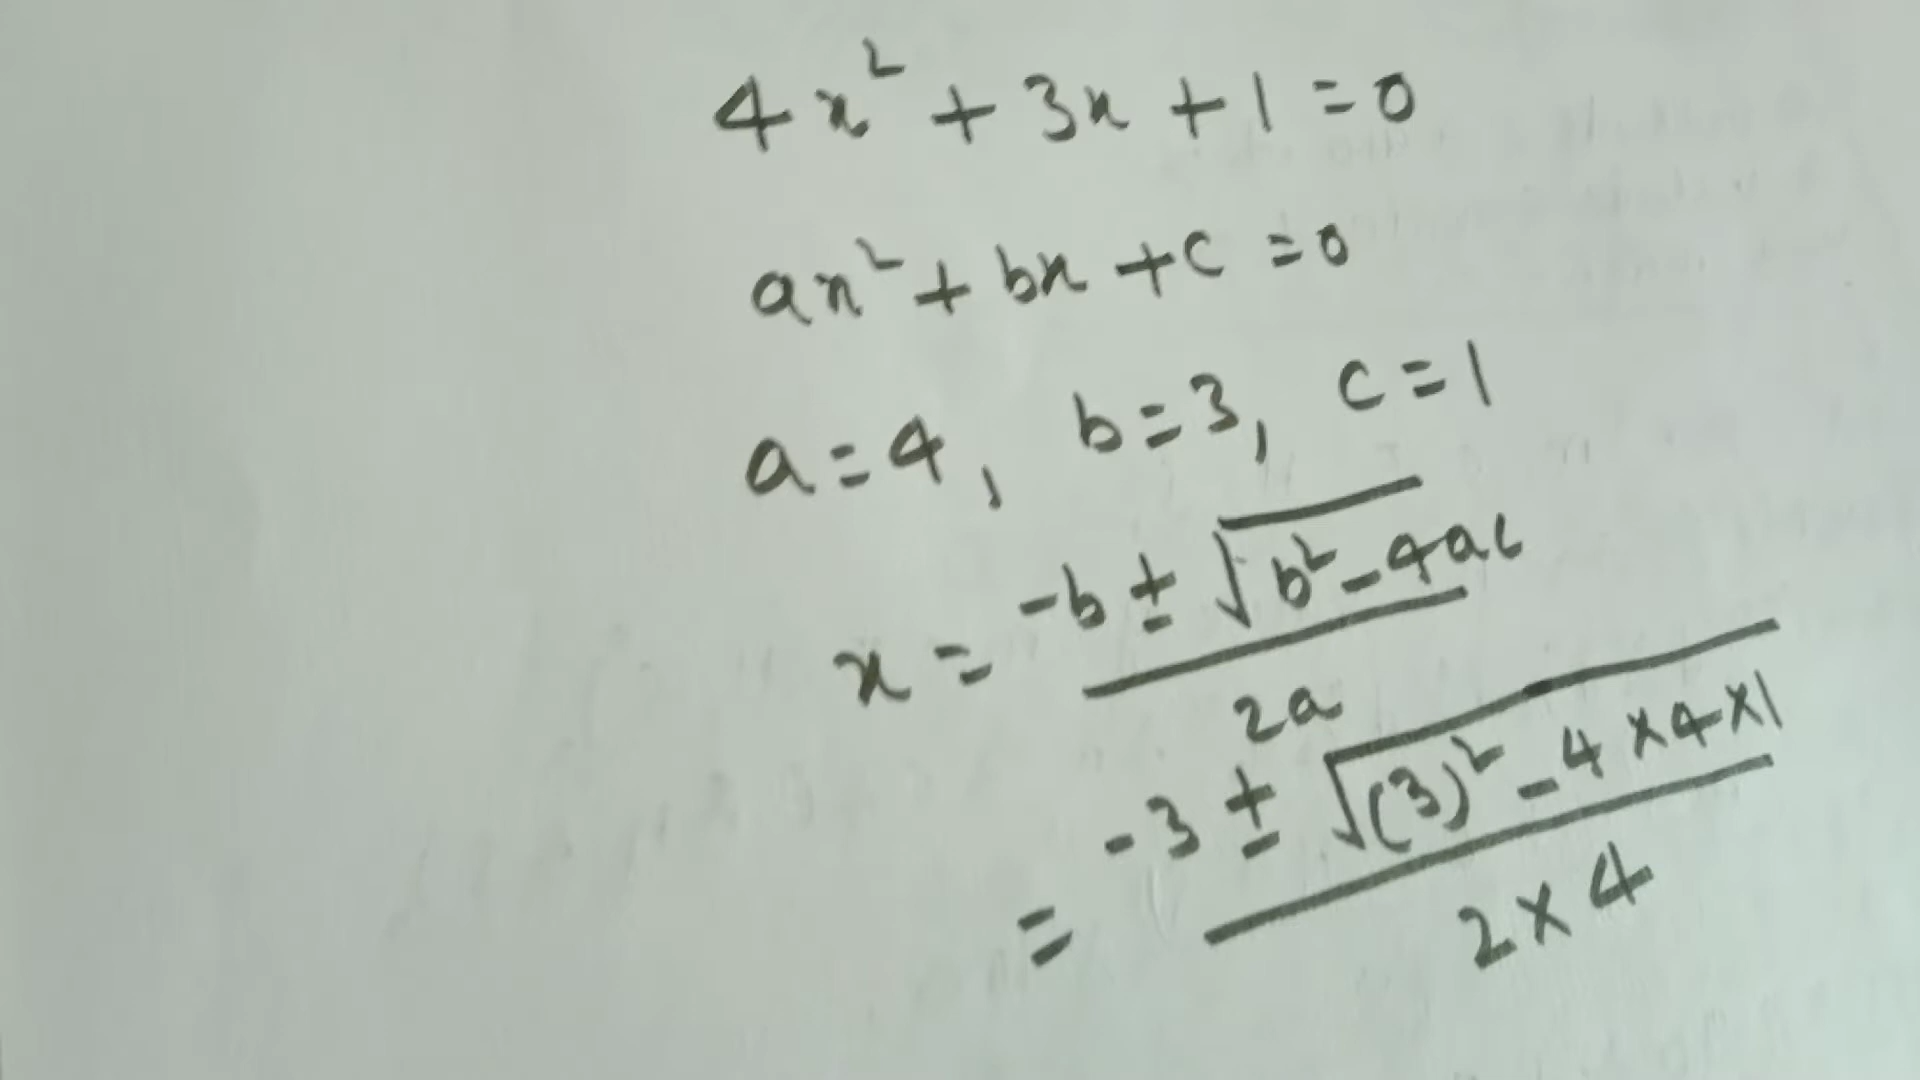 4x² + 3x + 1 = 0
ax² + bx + c = 0
a = 4, b = 3, c = 1
x = (-b ± √(b² - 4ac)) / 2a
= (-3 ± √((3)² - 4 × 4 × 1)) / (2 × 4)